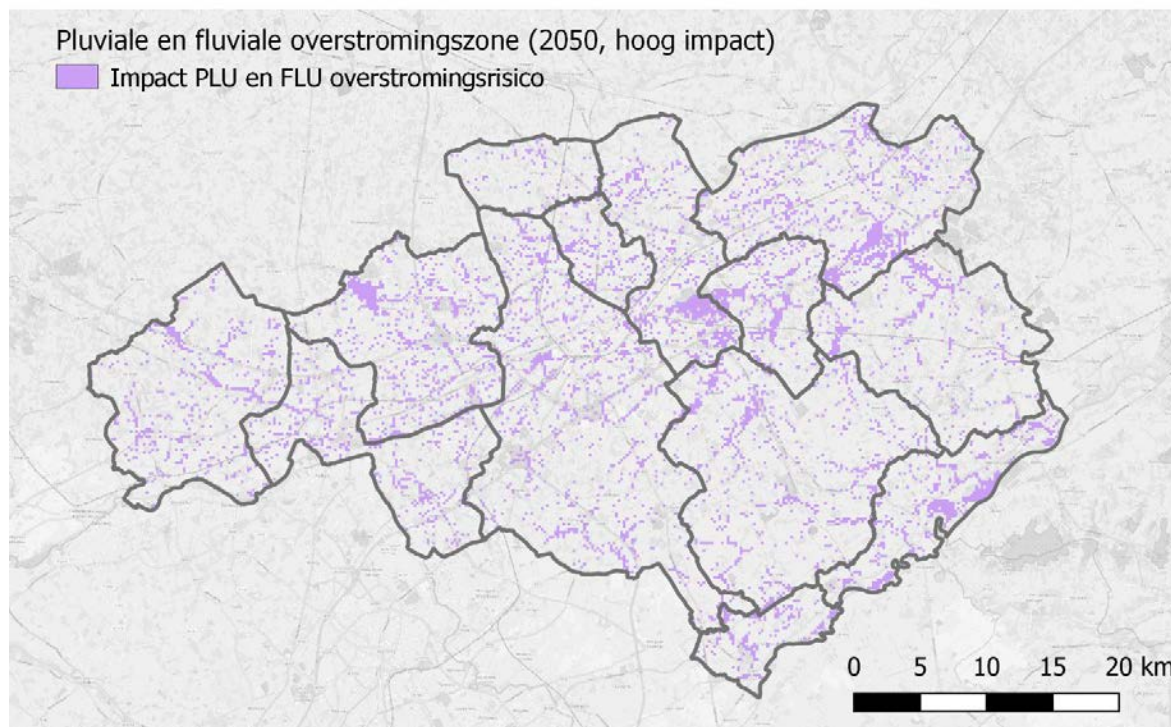 Pluviale en fluviale overstromingszone (2050, hoog impact)
Impact PLU en FLU overstromingsrisico
0 5 10 15 20 km